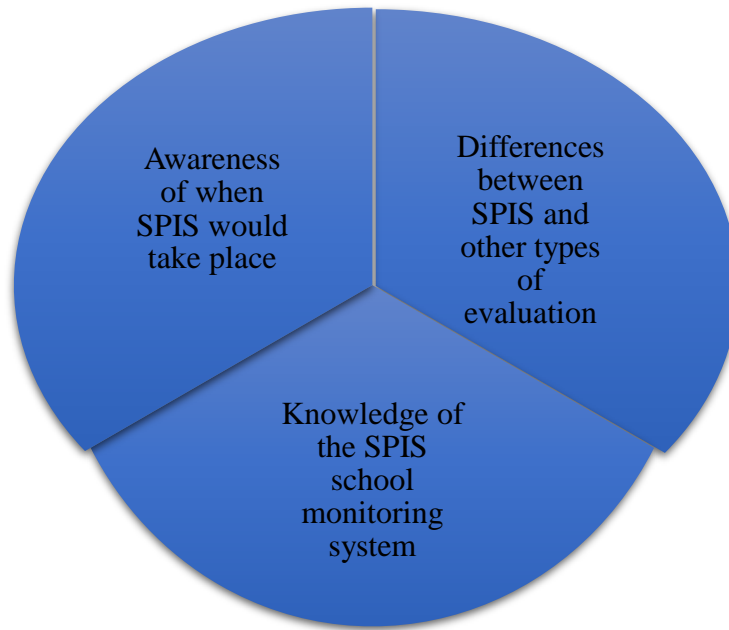 Awareness
of when
SPIS would
take place
Differences
between
SPIS and
other types
of
evaluation
Knowledge of
the SPIS
school
monitoring
system